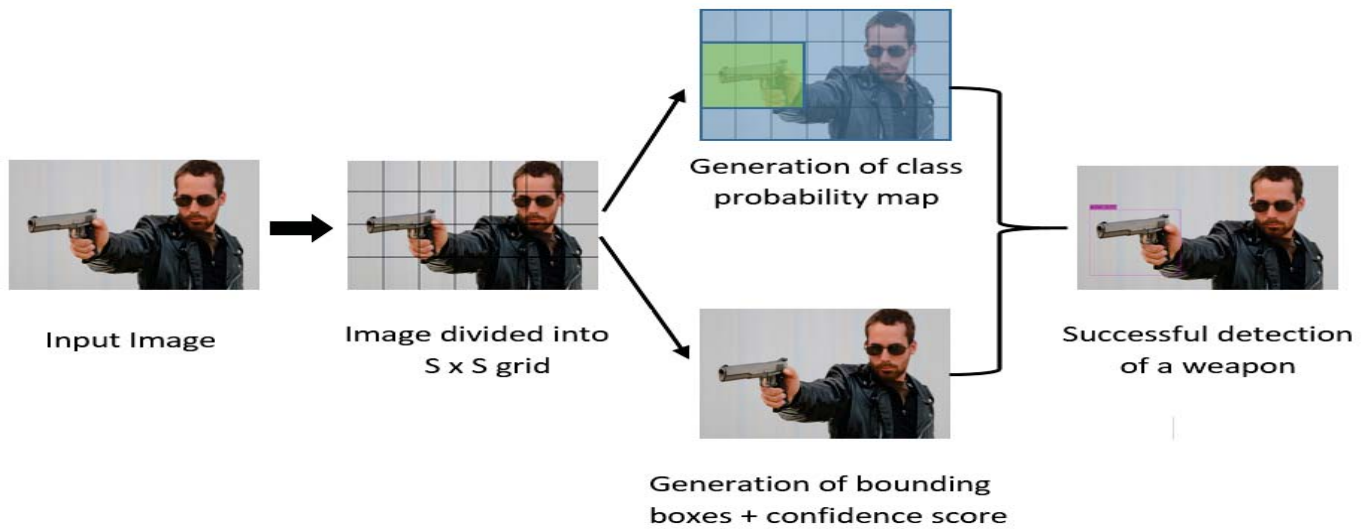 Input Image
Image divided into
S x S grid
Generation of class
probability map
Generation of bounding
boxes + confidence score
Successful detection
of a weapon